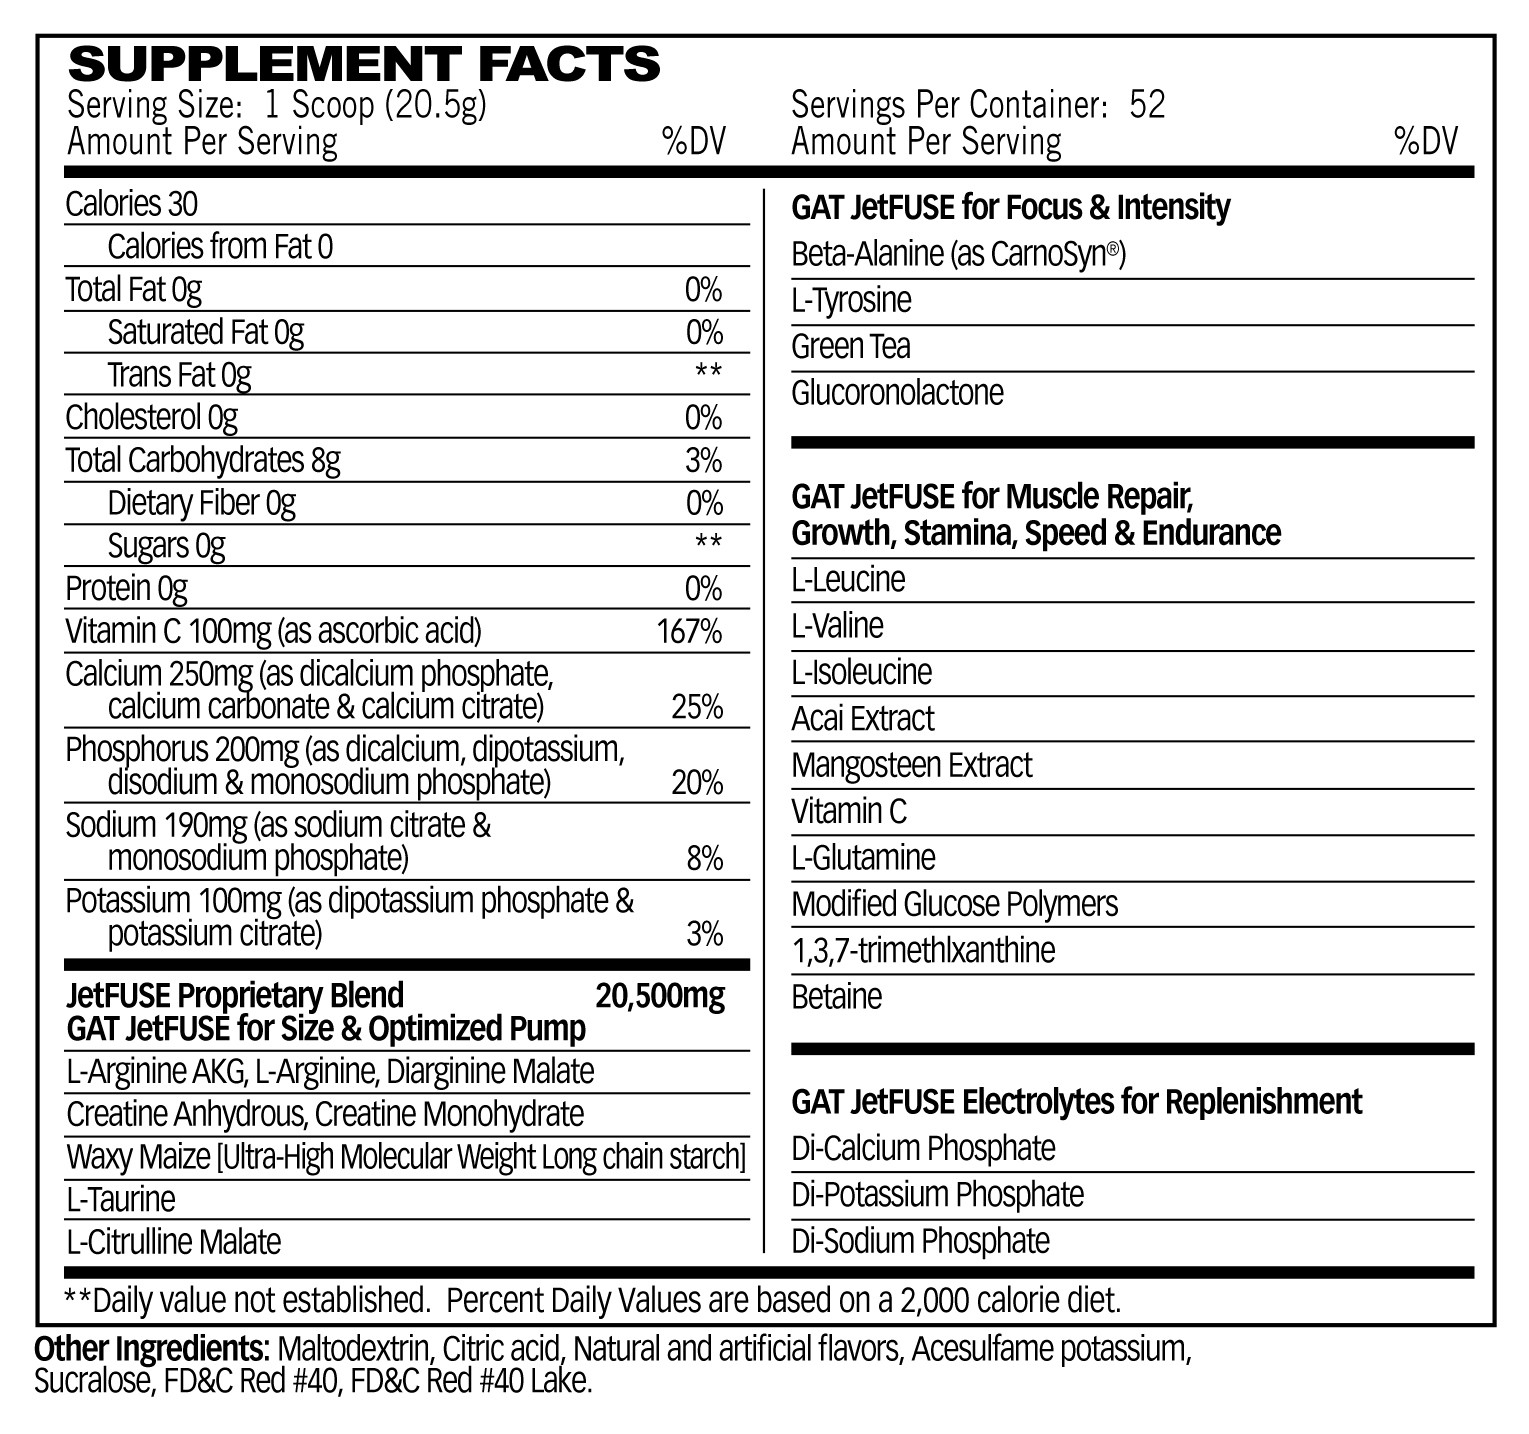 SUPPLEMENT FACTS
Serving Size: 1 Scoop (20.5g)
Amount Per Serving %DV
Calories 30
Calories from Fat 0
Total Fat 0g 0%
Saturated Fat 0g 0%
Trans Fat 0g **
Cholesterol 0g 0%
Total Carbohydrates 8g 3%
Dietary Fiber 0g 0%
Sugars 0g **
Protein 0g 0%
Vitamin C 100mg (as ascorbic acid) 167%
Calcium 250mg (as dicalcium phosphate,
calcium carbonate & calcium citrate) 25%
Phosphorus 200mg (as dicalcium, dipotassium,
disodium & monosodium phosphate) 20%
Sodium 190mg (as sodium citrate &
monosodium phosphate) 8%
Potassium 100mg (as dipotassium phosphate &
potassium citrate) 3%
JetFUSE Proprietary Blend 20,500mg
GAT JetFUSE for Size & Optimized Pump
L-Arginine AKG, L-Arginine, Diarginine Malate
Creatine Anhydrous, Creatine Monohydrate
Waxy Maize [Ultra-High Molecular Weight Long chain starch]
L-Taurine
L-Citrulline Malate
Servings Per Container: 52
Amount Per Serving %DV
GAT JetFUSE for Focus & Intensity
Beta-Alanine (as CarnoSyn®)
L-Tyrosine
Green Tea
Glucoronolactone
GAT JetFUSE for Muscle Repair,
Growth, Stamina, Speed & Endurance
L-Leucine
L-Valine
L-Isoleucine
Acai Extract
Mangosteen Extract
Vitamin C
L-Glutamine
Modified Glucose Polymers
1,3,7-trimethlxanthine
Betaine
GAT JetFUSE Electrolytes for Replenishment
Di-Calcium Phosphate
Di-Potassium Phosphate
Di-Sodium Phosphate
**Daily value not established. Percent Daily Values are based on a 2,000 calorie diet.
Other Ingredients: Maltodextrin, Citric acid, Natural and artificial flavors, Acesulfame potassium,
Sucralose, FD&C Red #40, FD&C Red #40 Lake.